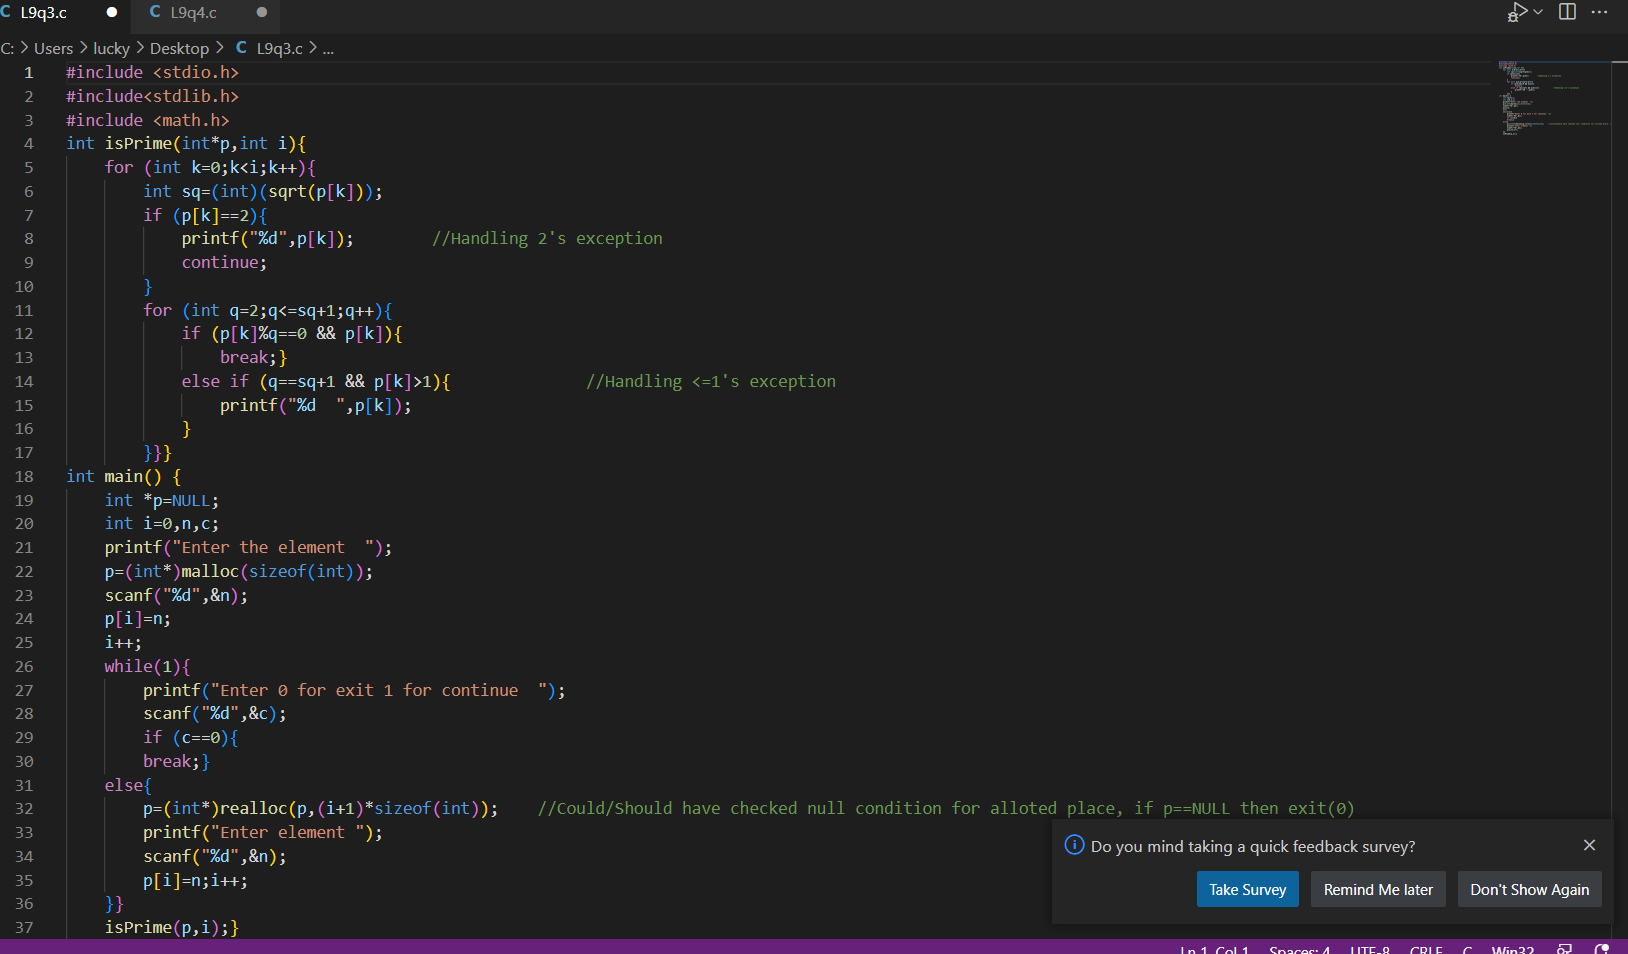 C L9q3.c ● C L9q4.c ●
C: > Users > lucky > Desktop > C L9q3.c > ...
1 #include <stdio.h>
2 #include<stdlib.h>
3 #include <math.h>
4 int isPrime(int*p,int i){
5     for (int k=0;k<i;k++){
6         int sq=(int)(sqrt(p[k]));
7         if (p[k]==2){
8             printf("%d",p[k]);        //Handling 2's exception
9             continue;
10         }
11         for (int q=2;q<=sq+1;q++){
12             if (p[k]%q==0 && p[k]){
13                 break;}
14             else if (q==sq+1 && p[k]>1){              //Handling <=1's exception
15                 printf("%d  ",p[k]);
16             }
17         }}}
18 int main() {
19     int *p=NULL;
20     int i=0,n,c;
21     printf("Enter the element  ");
22     p=(int*)malloc(sizeof(int));
23     scanf("%d",&n);
24     p[i]=n;
25     i++;
26     while(1){
27         printf("Enter 0 for exit 1 for continue  ");
28         scanf("%d",&c);
29         if (c==0){
30         break;}
31     else{
32         p=(int*)realloc(p,(i+1)*sizeof(int));    //Could/Should have checked null condition for alloted place, if p==NULL then exit(0)
33         printf("Enter element ");
34         scanf("%d",&n);
35         p[i]=n;i++;
36     }}
37     isPrime(p,i);}
Do you mind taking a quick feedback survey?
Take Survey Remind Me later Don't Show Again
Ln 1, Col 1 Spaces: 4 UTF-8 CRLF C Win32